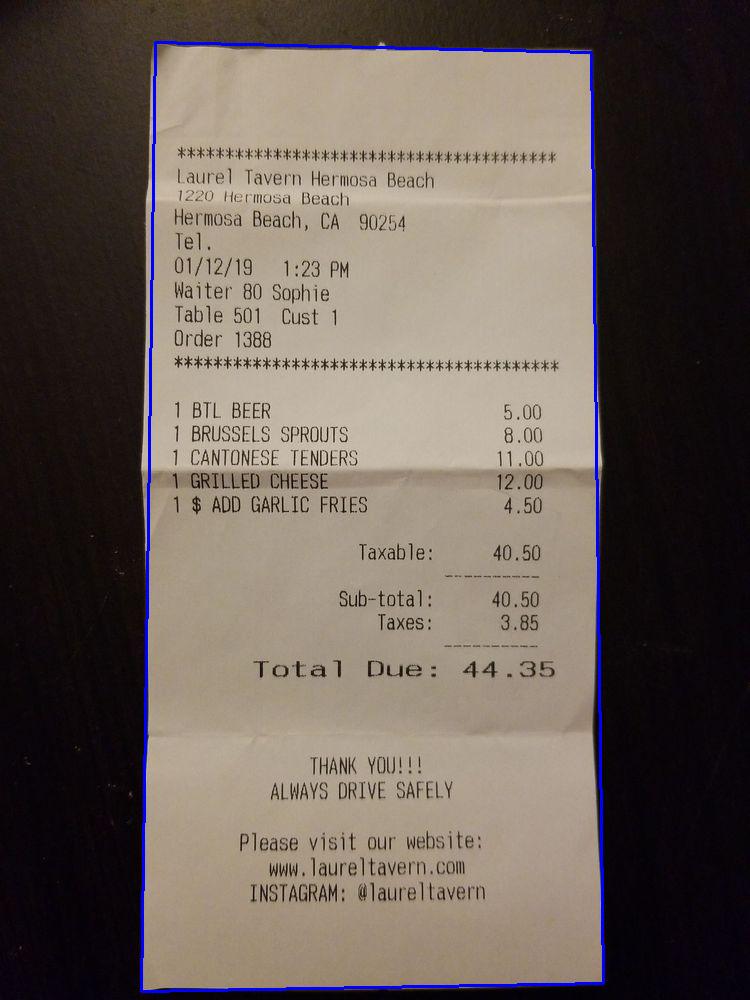 ****************************************
Laurel Tavern Hermosa Beach
1220 Hermosa Beach
Hermosa Beach, CA 90254
Tel.
01/12/19 1:23 PM
Waiter 80 Sophie
Table 501 Cust 1
Order 1388
****************************************
1 BTL BEER 5.00
1 BRUSSELS SPROUTS 8.00
1 CANTONESE TENDERS 11.00
1 GRILLED CHEESE 12.00
1 $ ADD GARLIC FRIES 4.50
Taxable: 40.50
----------
Sub-total: 40.50
Taxes: 3.85
----------
Total Due: 44.35
THANK YOU!!!
ALWAYS DRIVE SAFELY
Please visit our website:
www.laureltavern.com
INSTAGRAM: @laureltavern